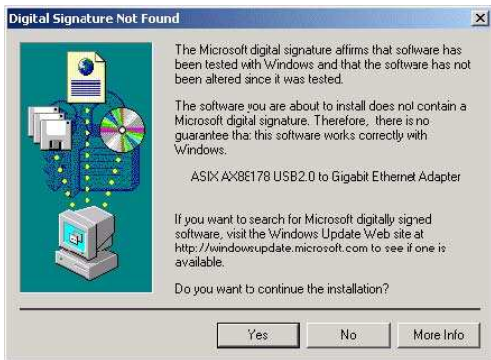 Digital Signature Not Found
The Microsoft digital signature affirms that software has
been tested with Windows and that the software has not
been altered since it was tested.
The software you are about to install does not contain a
Microsoft digital signature. Therefore, there is no
guarantee that this software works correctly with
Windows.
ASIX AX88178 USB2.0 to Gigabit Ethernet Adapter
If you want to search for Microsoft digitally signed
software, visit the Windows Update Web site at
http://windowsupdate.microsoft.com to see if one is
available.
Do you want to continue the installation?
Yes
No
More Info